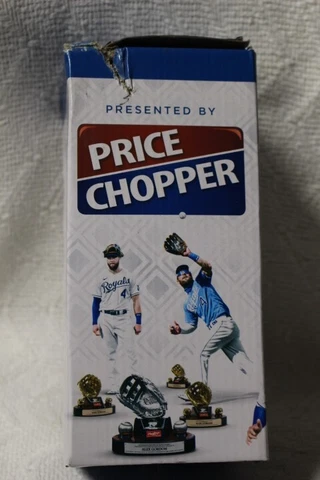 PRESENTED BY
PRICE
CHOPPER
Royals
4